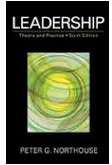 LEADERSHIP
Theory and Practice • Sixth Edition
PETER G. NORTHOUSE